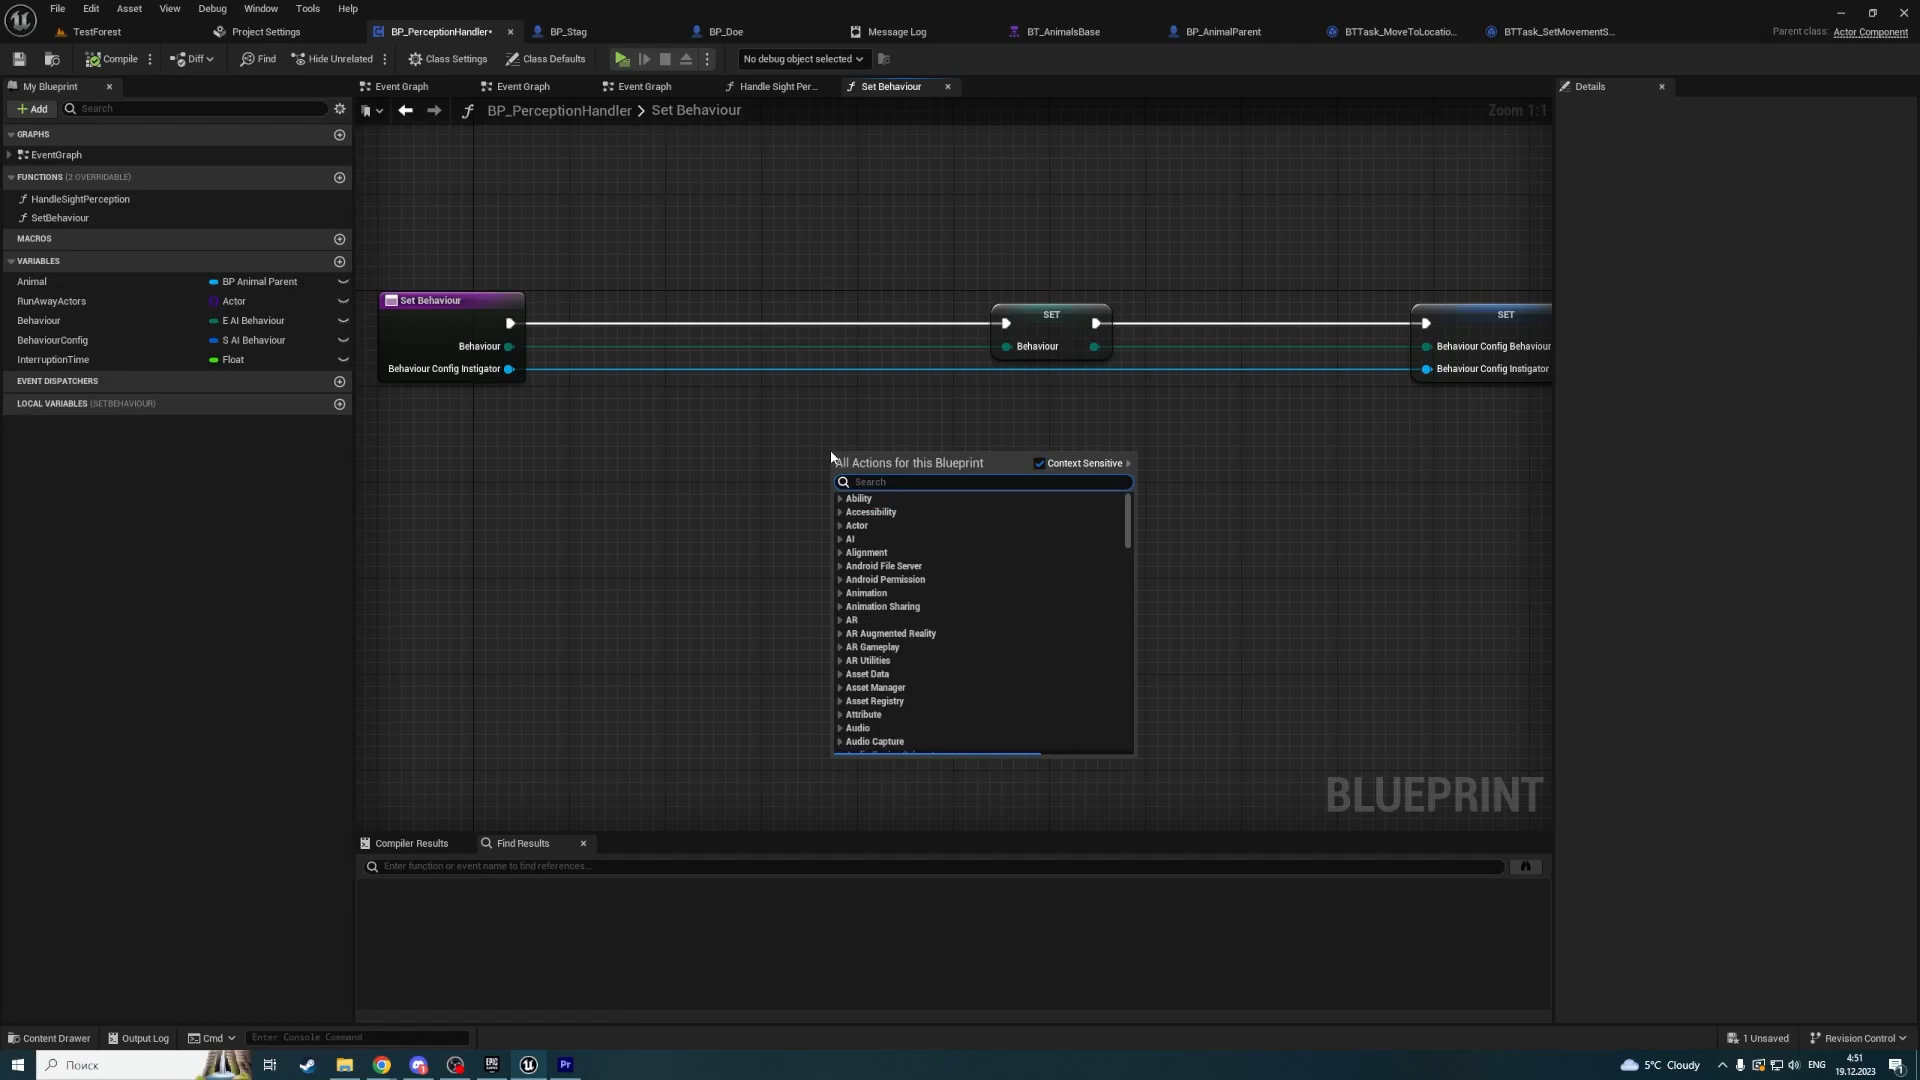 File Edit Asset View Debug Window Tools Help
TestForest
Project Settings
BP_PerceptionHandler•
BP_Stag
BP_Doe
Message Log
BT_AnimalsBase
BP_AnimalParent
BTTask_MoveToLocatio...
BTTask_SetMovementS...
Parent class: Actor Component
Compile
Diff
Find
Hide Unrelated
Class Settings
Class Defaults
No debug object selected
My Blueprint
Event Graph
Event Graph
Event Graph
Handle Sight Per...
Set Behaviour
Details
Add
Search
BP_PerceptionHandler > Set Behaviour
Zoom 1:1
GRAPHS
EventGraph
FUNCTIONS (2 OVERRIDABLE)
HandleSightPerception
SetBehaviour
MACROS
VARIABLES
Animal BP Animal Parent
RunAwayActors Actor
Behaviour E AI Behaviour
BehaviourConfig S AI Behaviour
InterruptionTime Float
EVENT DISPATCHERS
LOCAL VARIABLES (SETBEHAVIOUR)
Set Behaviour
Behaviour
Behaviour Config Instigator
SET
Behaviour
SET
Behaviour Config Behaviour
Behaviour Config Instigator
All Actions for this Blueprint
Context Sensitive
Search
Ability
Accessibility
Actor
AI
Alignment
Android File Server
Android Permission
Animation
Animation Sharing
AR
AR Augmented Reality
AR Gameplay
AR Utilities
Asset Data
Asset Manager
Asset Registry
Attribute
Audio
Audio Capture
BLUEPRINT
Compiler Results
Find Results
Enter function or event name to find references...
Content Drawer
Output Log
Cmd
Enter Console Command
1 Unsaved
Revision Control
Поиск
EPIC GAMES
Pr
5°C Cloudy
ENG
4:51
19.12.2023
1